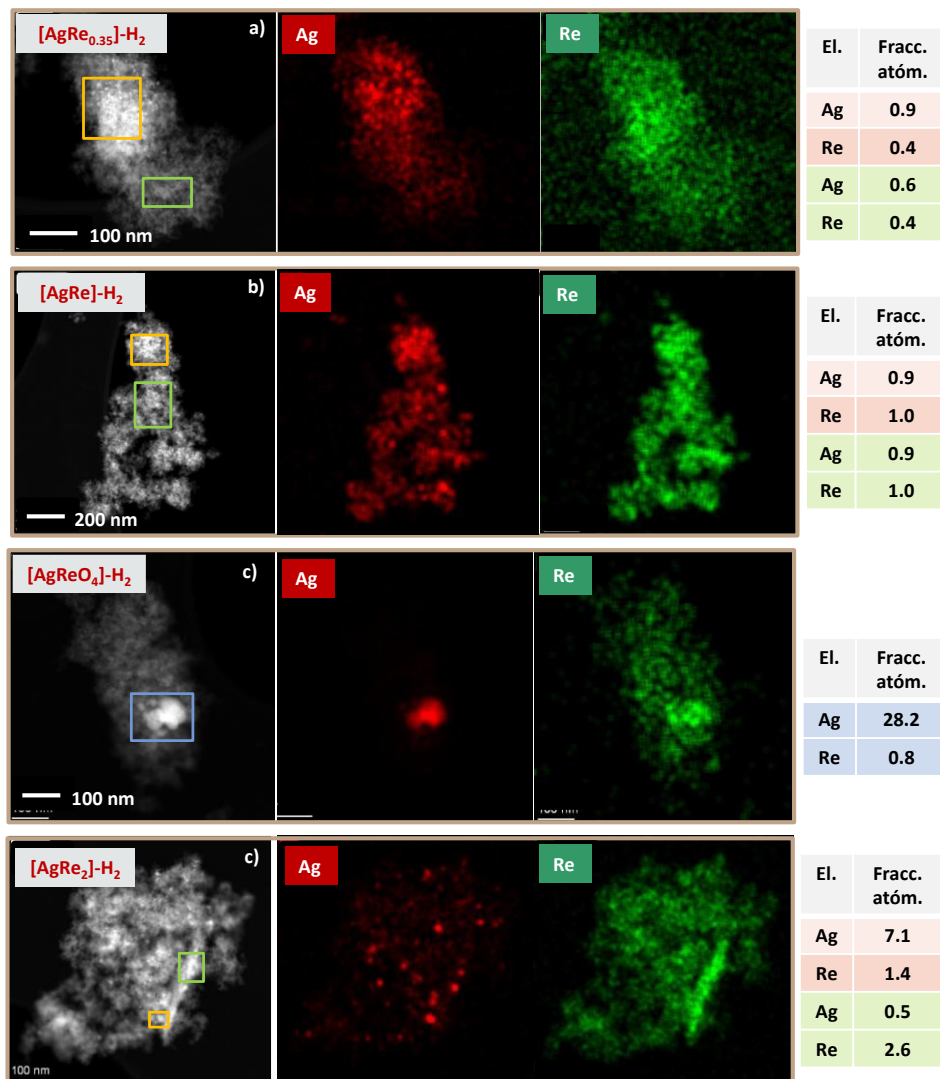 [AgRe0.35]-H2
a)
Ag
Re
100 nm
El. Fracc. atóm.
Ag 0.9
Re 0.4
Ag 0.6
Re 0.4
[AgRe]-H2
b)
Ag
Re
200 nm
El. Fracc. atóm.
Ag 0.9
Re 1.0
Ag 0.9
Re 1.0
[AgReO4]-H2
c)
Ag
Re
100 nm
El. Fracc. atóm.
Ag 28.2
Re 0.8
[AgRe2]-H2
c)
Ag
Re
100 nm
El. Fracc. atóm.
Ag 7.1
Re 1.4
Ag 0.5
Re 2.6